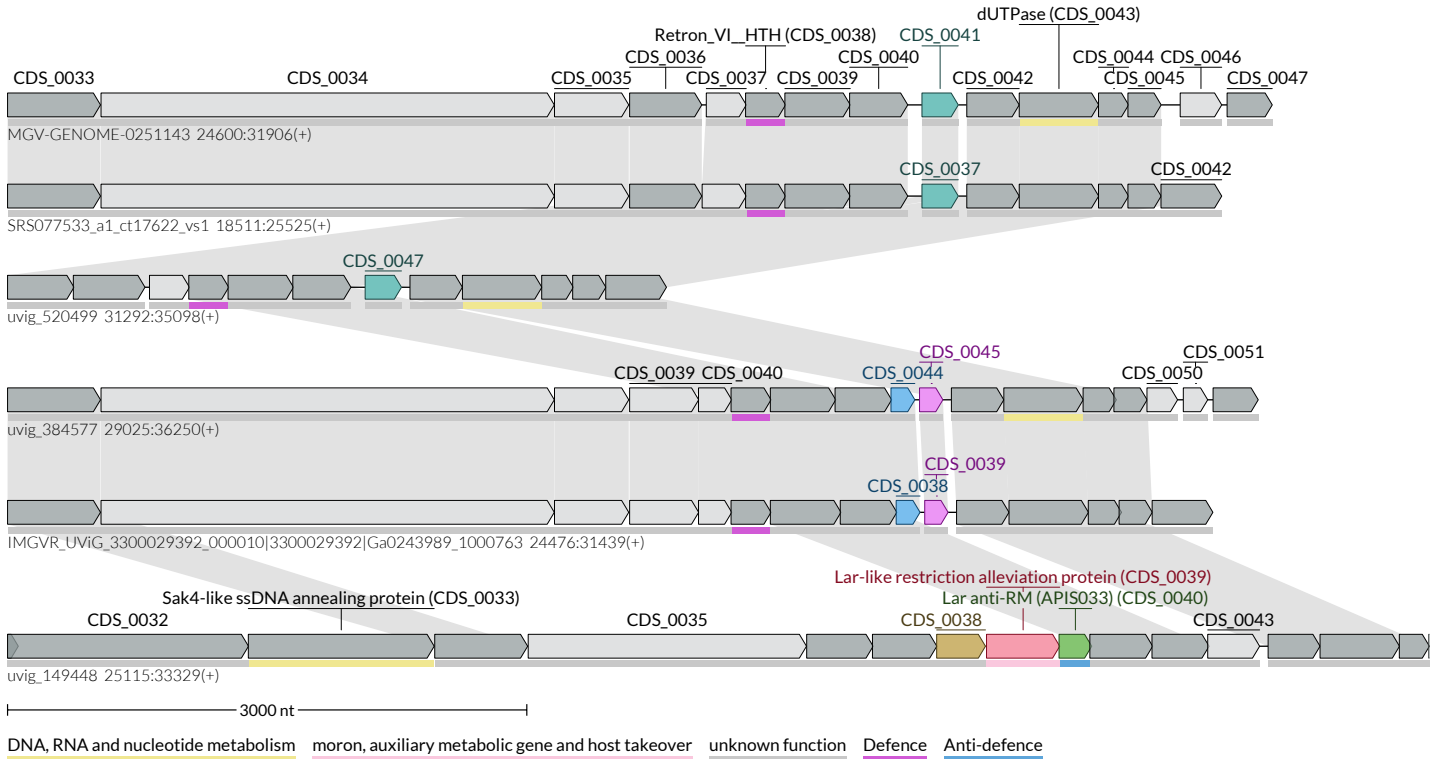 dUTPase (CDS_0043)
Retron_VI__HTH (CDS_0038) CDS_0041
CDS_0036 CDS_0040 CDS_0044 CDS_0046
CDS_0033 CDS_0034 CDS_0035 CDS_0037 CDS_0039 CDS_0042 CDS_0045 CDS_0047
MGV-GENOME-0251143 24600:31906(+)
CDS_0037 CDS_0042
SRS077533_a1_ct17622_vs1 18511:25525(+)
CDS_0047
uvig_520499 31292:35098(+)
CDS_0045 CDS_0051
CDS_0039 CDS_0040 CDS_0044 CDS_0050
uvig_384577 29025:36250(+)
CDS_0039
CDS_0038
IMGVR_UViG_3300029392_000010|3300029392|Ga0243989_1000763 24476:31439(+)
Lar-like restriction alleviation protein (CDS_0039)
Sak4-like ssDNA annealing protein (CDS_0033) Lar anti-RM (APIS033) (CDS_0040)
CDS_0032 CDS_0035 CDS_0038 CDS_0043
uvig_149448 25115:33329(+)
3000 nt
DNA, RNA and nucleotide metabolism moron, auxiliary metabolic gene and host takeover unknown function Defence Anti-defence